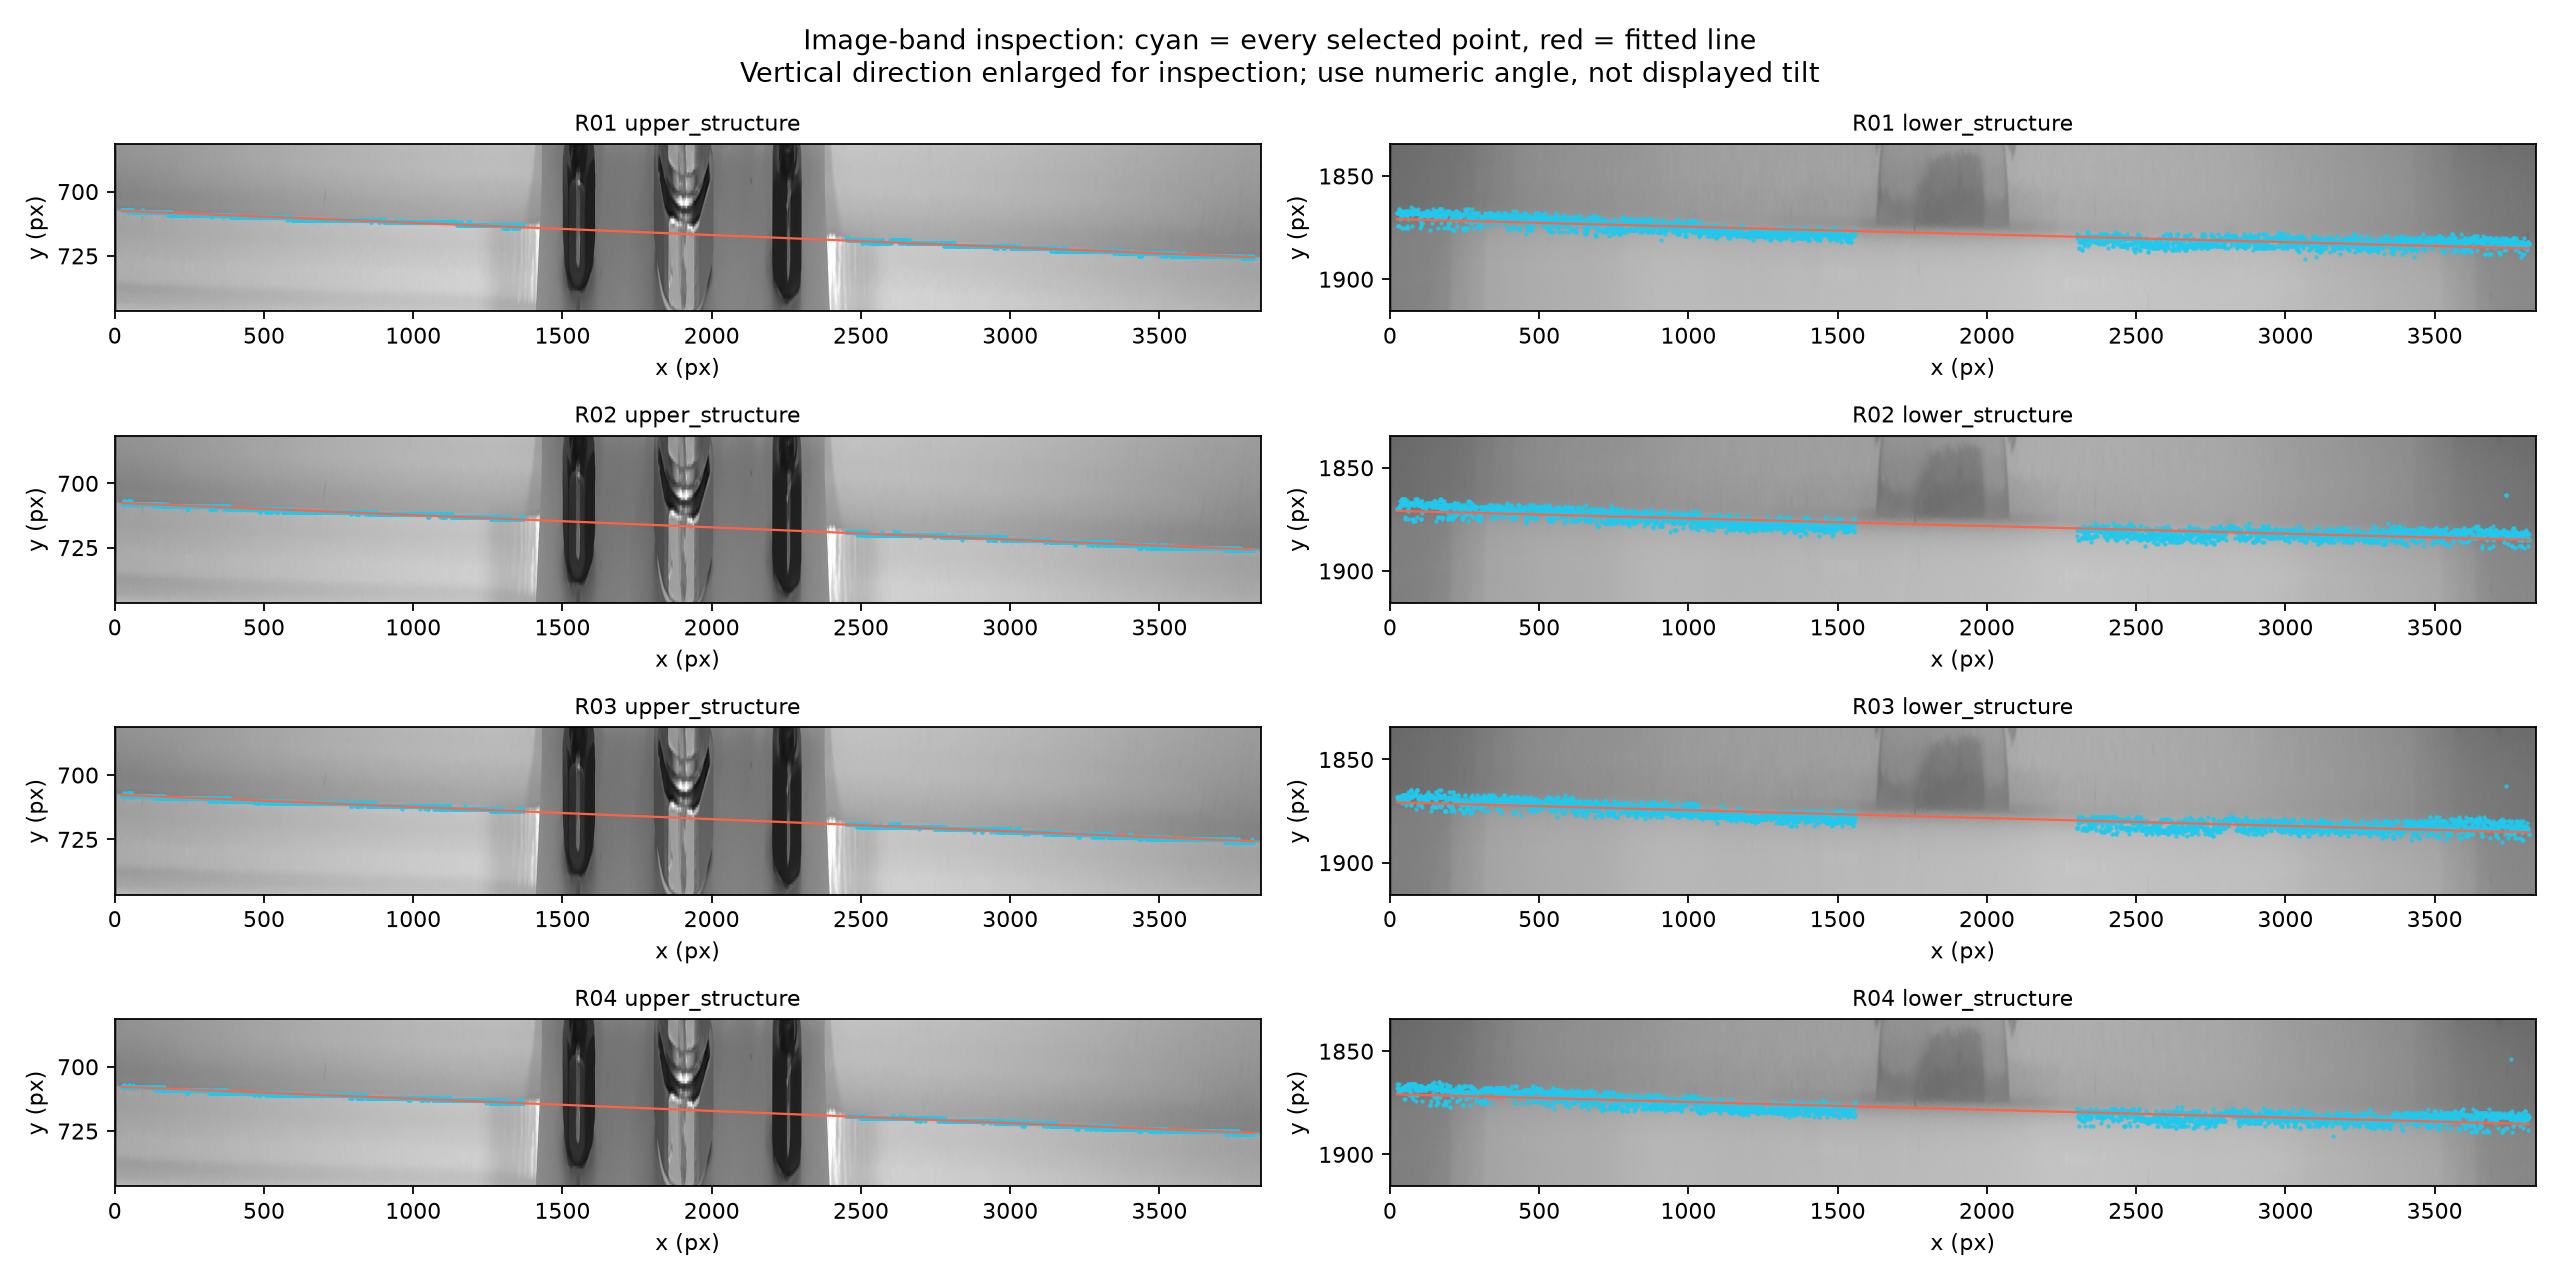 Image-band inspection: cyan = every selected point, red = fitted line
Vertical direction enlarged for inspection; use numeric angle, not displayed tilt
R01 upper_structure
y (px)
700
725
0 500 1000 1500 2000 2500 3000 3500
x (px)
R01 lower_structure
y (px)
1850
1900
0 500 1000 1500 2000 2500 3000 3500
x (px)
R02 upper_structure
y (px)
700
725
0 500 1000 1500 2000 2500 3000 3500
x (px)
R02 lower_structure
y (px)
1850
1900
0 500 1000 1500 2000 2500 3000 3500
x (px)
R03 upper_structure
y (px)
700
725
0 500 1000 1500 2000 2500 3000 3500
x (px)
R03 lower_structure
y (px)
1850
1900
0 500 1000 1500 2000 2500 3000 3500
x (px)
R04 upper_structure
y (px)
700
725
0 500 1000 1500 2000 2500 3000 3500
x (px)
R04 lower_structure
y (px)
1850
1900
0 500 1000 1500 2000 2500 3000 3500
x (px)